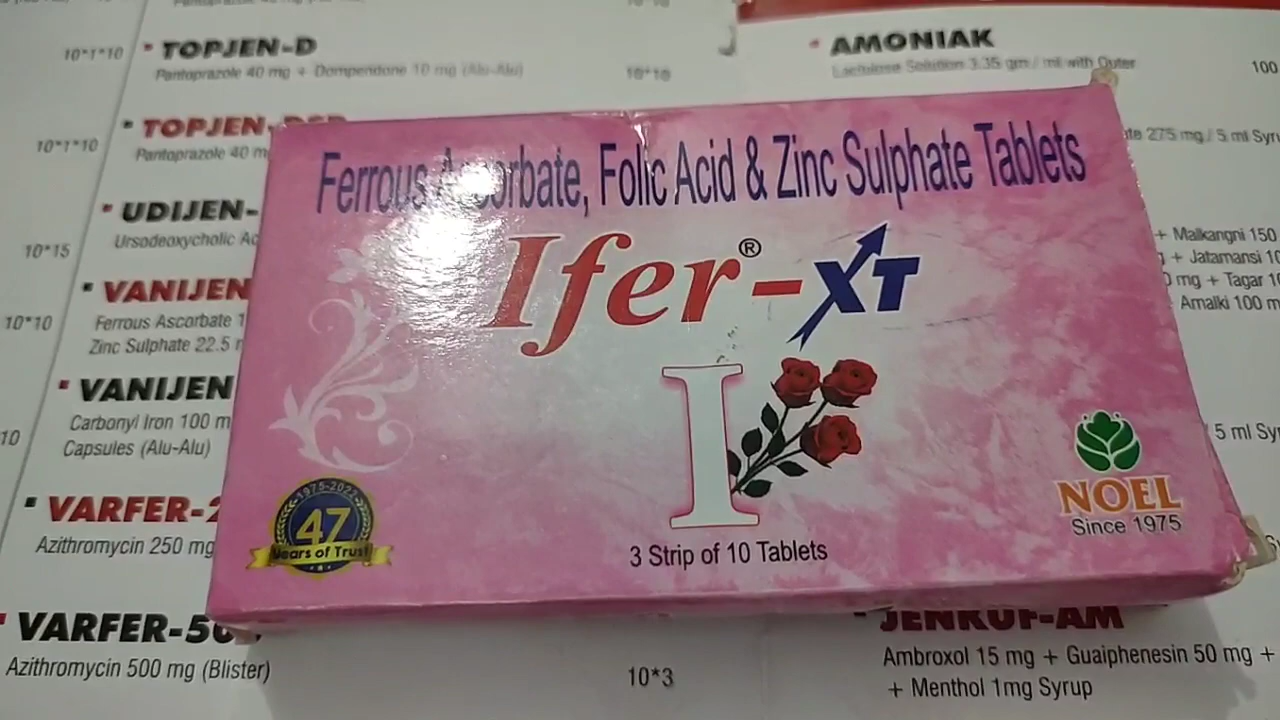 10*1*10
TOPJEN-D
Pantoprazole 40 mg + Domperidone 10 mg (Alu-Alu)
10*10
AMONIAK
Lactulose Solution 3.35 gm / ml with Outer
100
10*1*10
TOPJEN-DSR
Pantoprazole 40 m
275 mg / 5 ml Syr
UDIJEN-
Ursodeoxycholic Ac
10*15
+ Malkangni 150
+ Jatamansi 10
mg + Tagar 10
Amalki 100 m
VANIJEN
Ferrous Ascorbate 1
Zinc Sulphate 22.5
10*10
VANIJEN
Carbonyl Iron 100 m
Capsules (Alu-Alu)
10
/ 5 ml Syr
VARFER-2
Azithromycin 250 mg
VARFER-50
Azithromycin 500 mg (Blister)
10*3
JENKUF-AM
Ambroxol 15 mg + Guaiphenesin 50 mg +
+ Menthol 1mg Syrup
Ferrous Ascorbate, Folic Acid & Zinc Sulphate Tablets
Ifer®-XT
I
3 Strip of 10 Tablets
1975-2022
47
Years of Trust
NOEL
Since 1975